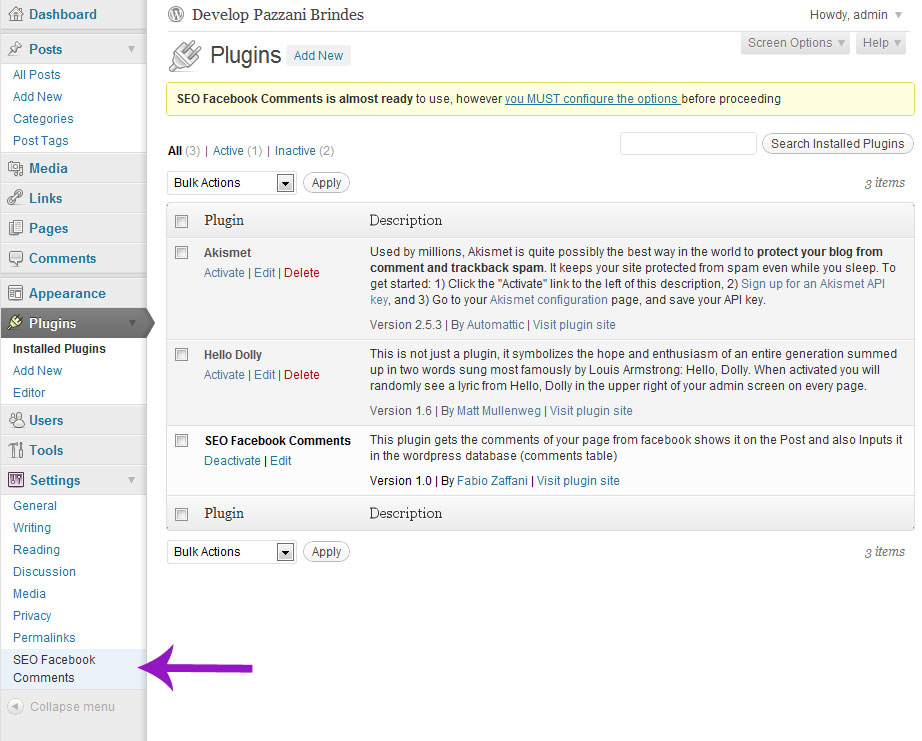 Dashboard
Posts
All Posts
Add New
Categories
Post Tags
Media
Links
Pages
Comments
Appearance
Plugins
Installed Plugins
Add New
Editor
Users
Tools
Settings
General
Writing
Reading
Discussion
Media
Privacy
Permalinks
SEO Facebook
Comments
Collapse menu
Develop Pazzani Brindes
Howdy, admin
Screen Options
Help
Plugins Add New
SEO Facebook Comments is almost ready to use, however you MUST configure the options before proceeding
All (3) | Active (1) | Inactive (2)
Search Installed Plugins
Bulk Actions Apply
3 items
Plugin Description
Akismet
Activate | Edit | Delete
Used by millions, Akismet is quite possibly the best way in the world to protect your blog from
comment and trackback spam. It keeps your site protected from spam even while you sleep. To
get started: 1) Click the "Activate" link to the left of this description, 2) Sign up for an Akismet API
key, and 3) Go to your Akismet configuration page, and save your API key.
Version 2.5.3 | By Automattic | Visit plugin site
Hello Dolly
Activate | Edit | Delete
This is not just a plugin, it symbolizes the hope and enthusiasm of an entire generation summed
up in two words sung most famously by Louis Armstrong: Hello, Dolly. When activated you will
randomly see a lyric from Hello, Dolly in the upper right of your admin screen on every page.
Version 1.6 | By Matt Mullenweg | Visit plugin site
SEO Facebook Comments
Deactivate | Edit
This plugin gets the comments of your page from facebook shows it on the Post and also Inputs it
in the wordpress database (comments table)
Version 1.0 | By Fabio Zaffani | Visit plugin site
Plugin Description
Bulk Actions Apply
3 items